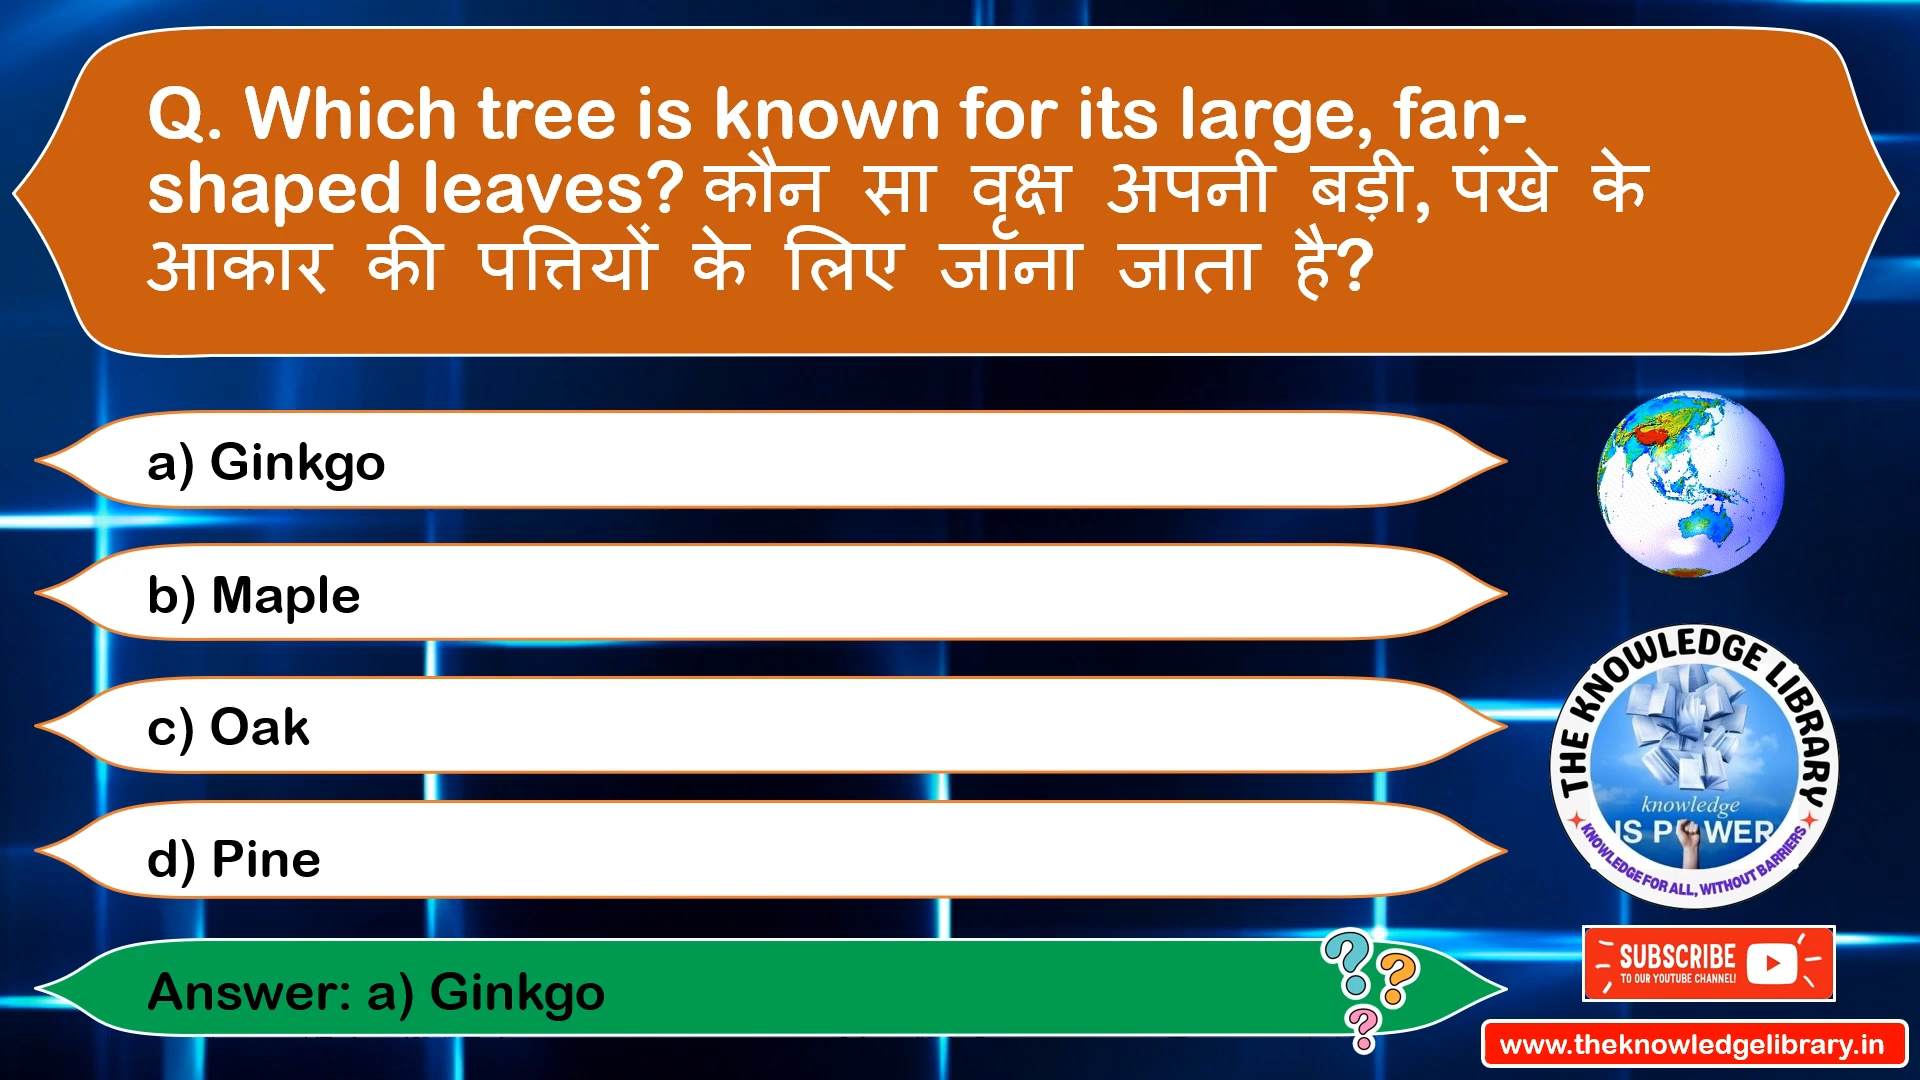 Q. Which tree is known for its large, fan-
shaped leaves? कौन सा वृक्ष अपनी बड़ी, पंखे के
आकार की पत्तियों के लिए जाना जाता है?
a) Ginkgo
b) Maple
c) Oak
d) Pine
Answer: a) Ginkgo
THE KNOWLEDGE LIBRARY
knowledge
IS POWER
KNOWLEDGE FOR ALL, WITHOUT BARRIERS
SUBSCRIBE
TO OUR YOUTUBE CHANNEL!
www.theknowledgelibrary.in